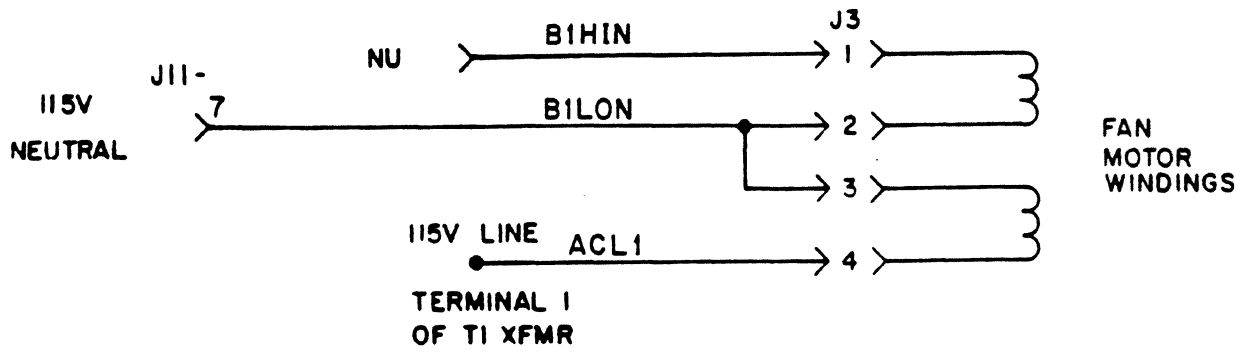 J3
NU
B1HIN
1
J11-
7
115V
NEUTRAL
B1LON
2
FAN
MOTOR
WINDINGS
3
115V LINE
ACL1
4
TERMINAL 1
OF T1 XFMR